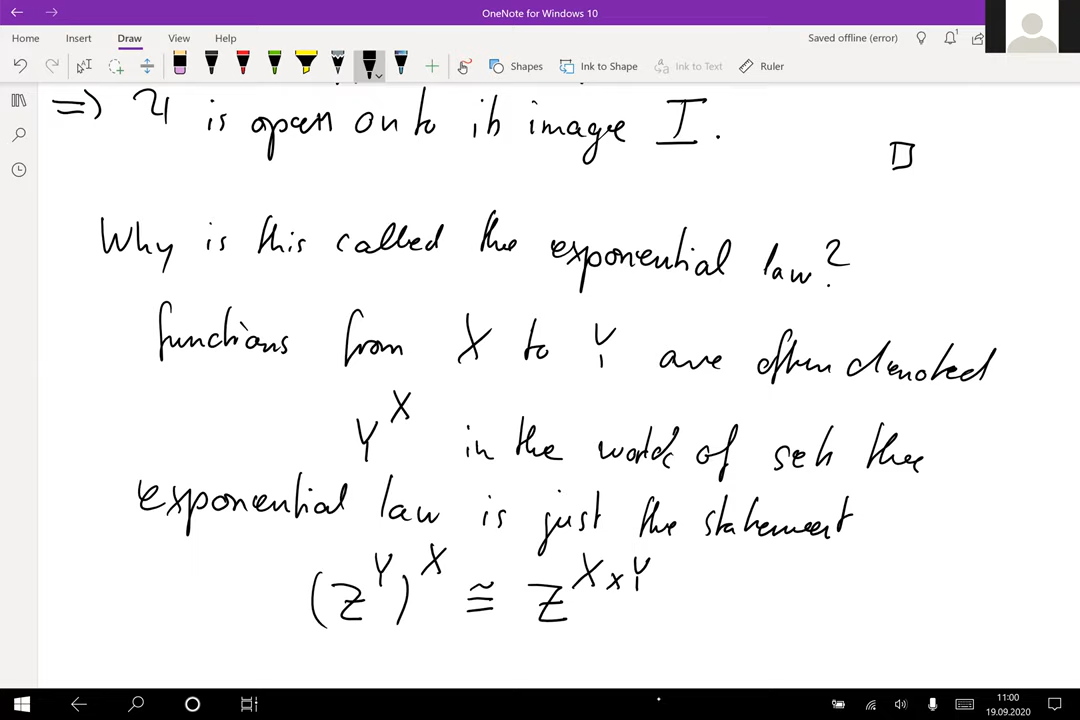 OneNote for Windows 10
Home Insert Draw View Help
Saved offline (error)
Shapes Ink to Shape Ink to Text Ruler
=> is open onto its image I.
□
Why is this called the exponential law?
functions from X to Y are often denoted
Y^X in the world of sets the
exponential law is just the statement
(Z^Y)^X ≅ Z^{X×Y}
11:00
19.09.2020